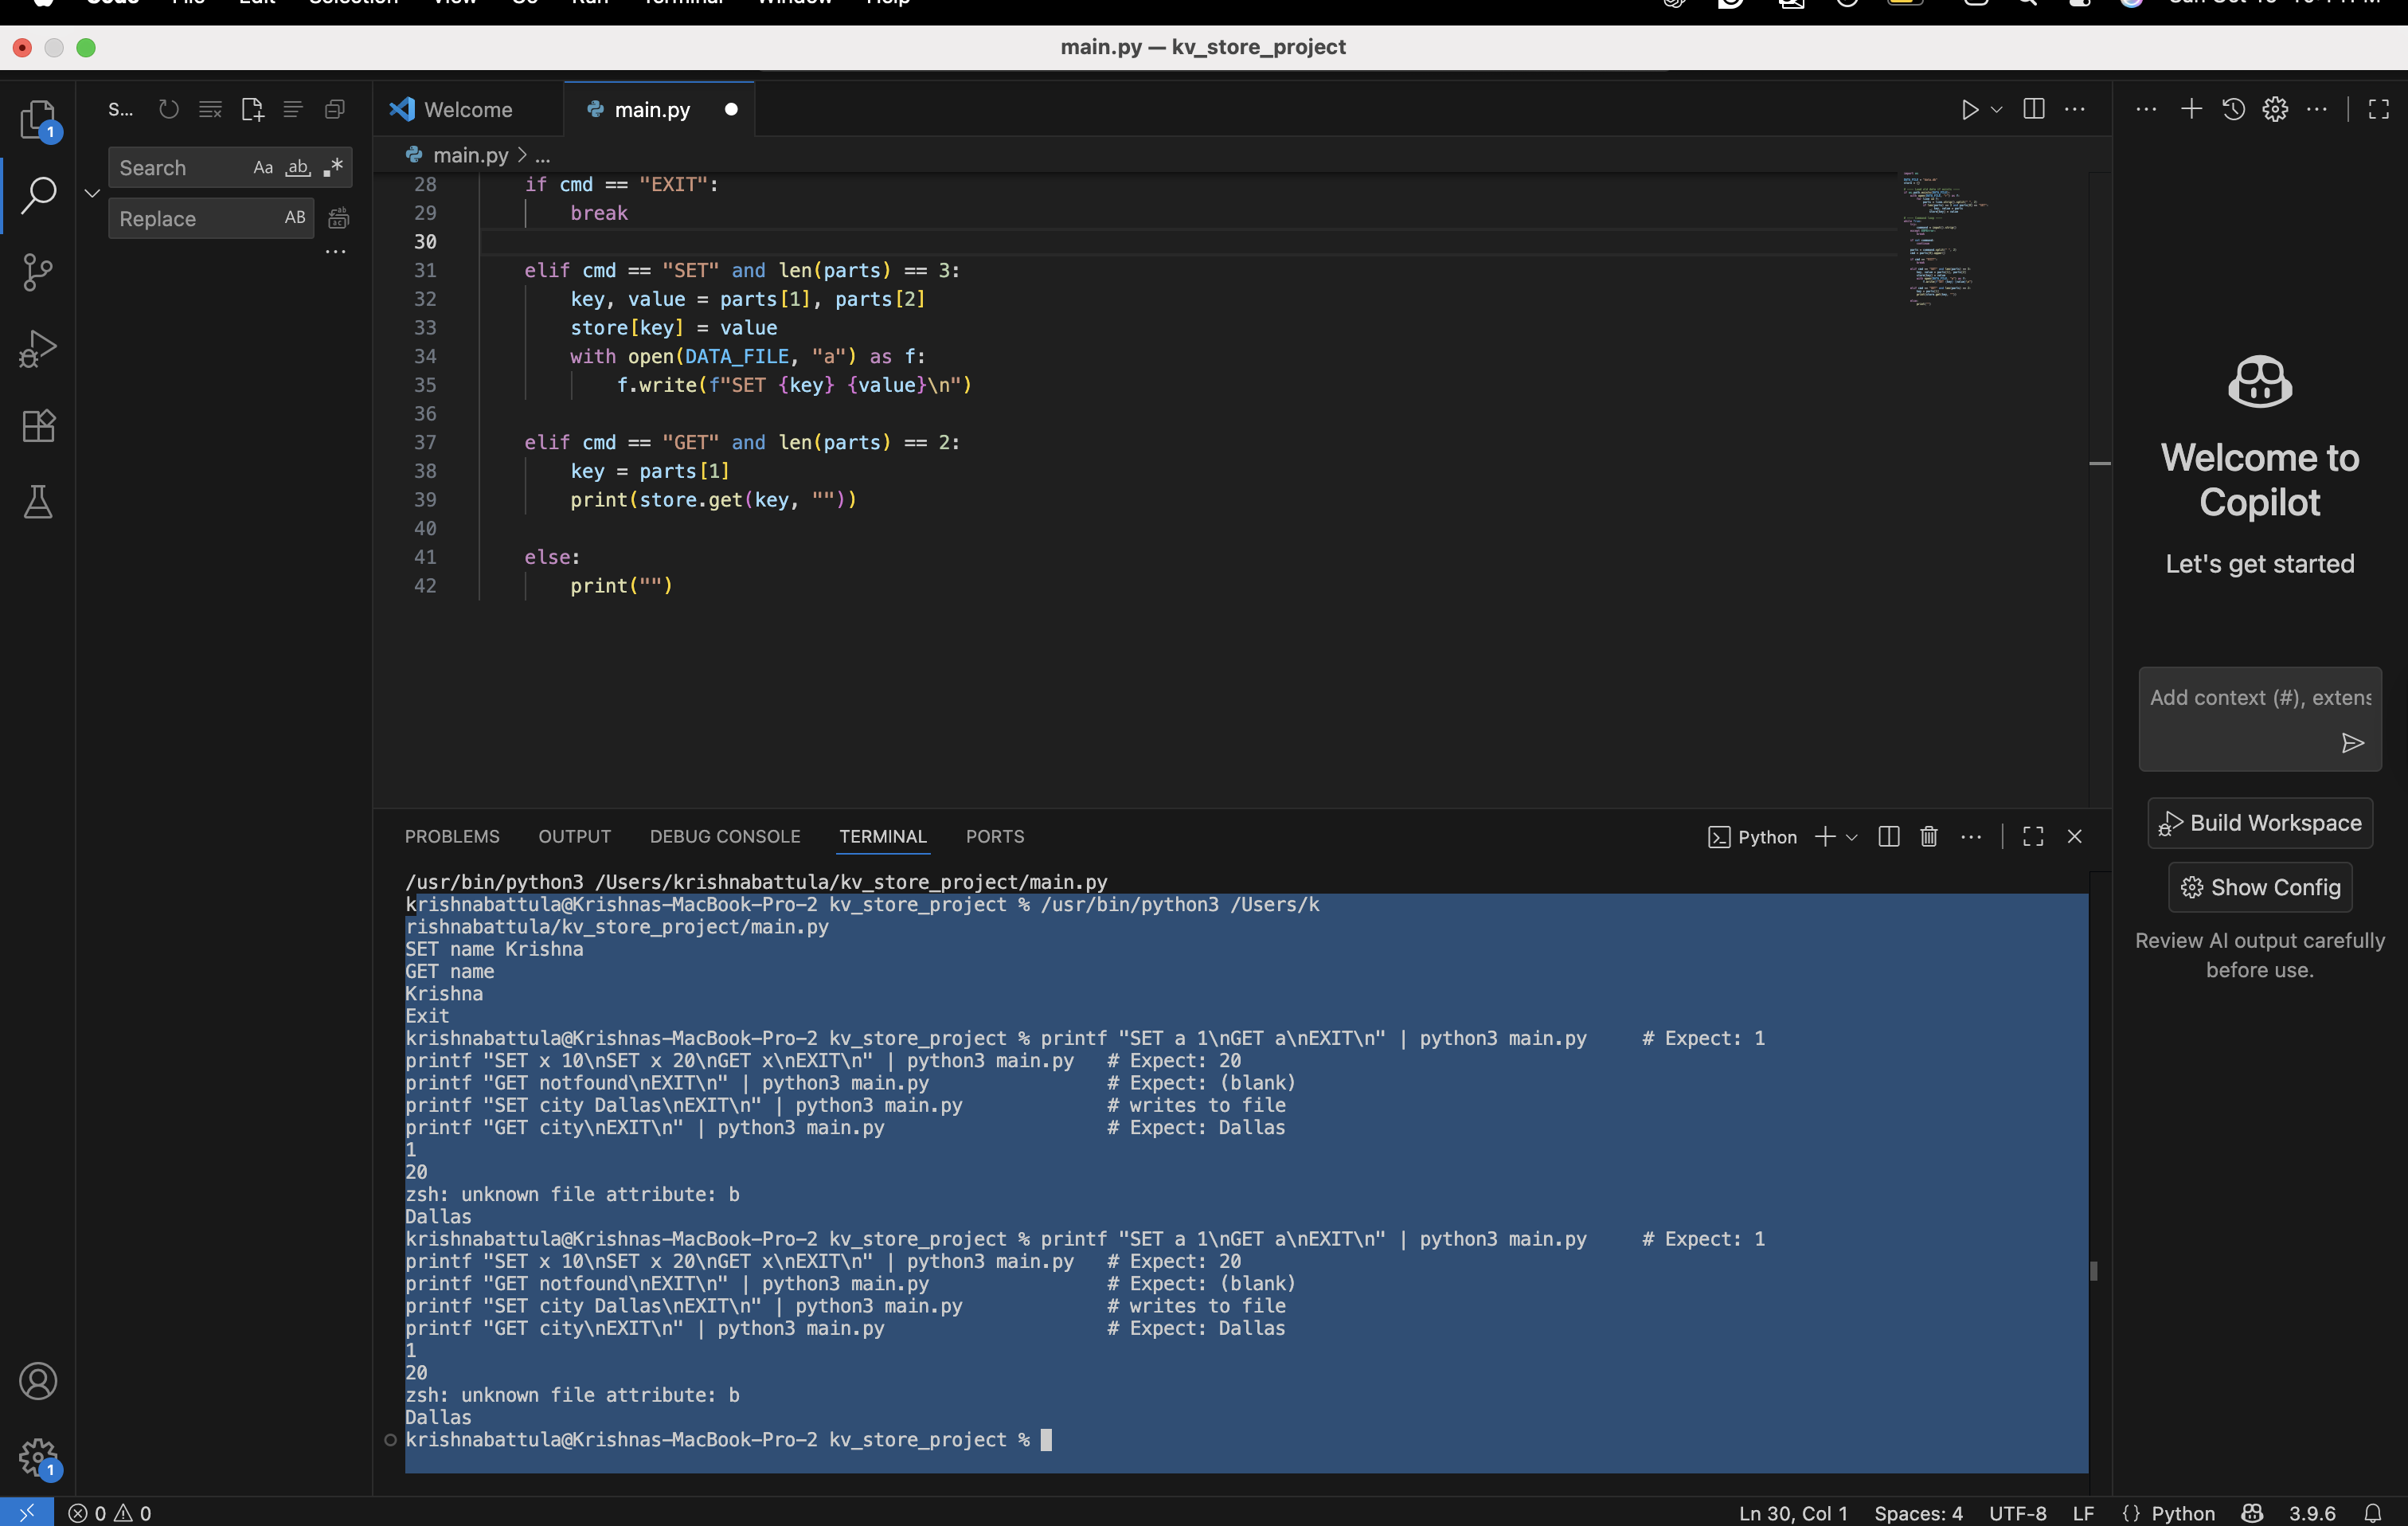 Code File Edit Selection View Go Run Terminal Window Help
main.py — kv_store_project
1
S...
Welcome
main.py
Search Aa ab
Replace AB
main.py > ...
28 if cmd == "EXIT":
29 break
30
31 elif cmd == "SET" and len(parts) == 3:
32 key, value = parts[1], parts[2]
33 store[key] = value
34 with open(DATA_FILE, "a") as f:
35 f.write(f"SET {key} {value}\n")
36
37 elif cmd == "GET" and len(parts) == 2:
38 key = parts[1]
39 print(store.get(key, ""))
40
41 else:
42 print("")
Welcome to
Copilot
Let's get started
Add context (#), extens
Build Workspace
Show Config
Review AI output carefully
before use.
PROBLEMS OUTPUT DEBUG CONSOLE TERMINAL PORTS
Python
/usr/bin/python3 /Users/krishnabattula/kv_store_project/main.py
krishnabattula@Krishnas-MacBook-Pro-2 kv_store_project % /usr/bin/python3 /Users/k
rishnabattula/kv_store_project/main.py
SET name Krishna
GET name
Krishna
Exit
krishnabattula@Krishnas-MacBook-Pro-2 kv_store_project % printf "SET a 1\nGET a\nEXIT\n" | python3 main.py # Expect: 1
printf "SET x 10\nSET x 20\nGET x\nEXIT\n" | python3 main.py # Expect: 20
printf "GET notfound\nEXIT\n" | python3 main.py # Expect: (blank)
printf "SET city Dallas\nEXIT\n" | python3 main.py # writes to file
printf "GET city\nEXIT\n" | python3 main.py # Expect: Dallas
1
20
zsh: unknown file attribute: b
Dallas
krishnabattula@Krishnas-MacBook-Pro-2 kv_store_project % printf "SET a 1\nGET a\nEXIT\n" | python3 main.py # Expect: 1
printf "SET x 10\nSET x 20\nGET x\nEXIT\n" | python3 main.py # Expect: 20
printf "GET notfound\nEXIT\n" | python3 main.py # Expect: (blank)
printf "SET city Dallas\nEXIT\n" | python3 main.py # writes to file
printf "GET city\nEXIT\n" | python3 main.py # Expect: Dallas
1
20
zsh: unknown file attribute: b
Dallas
krishnabattula@Krishnas-MacBook-Pro-2 kv_store_project %
1
0 0
Ln 30, Col 1 Spaces: 4 UTF-8 LF {} Python 3.9.6